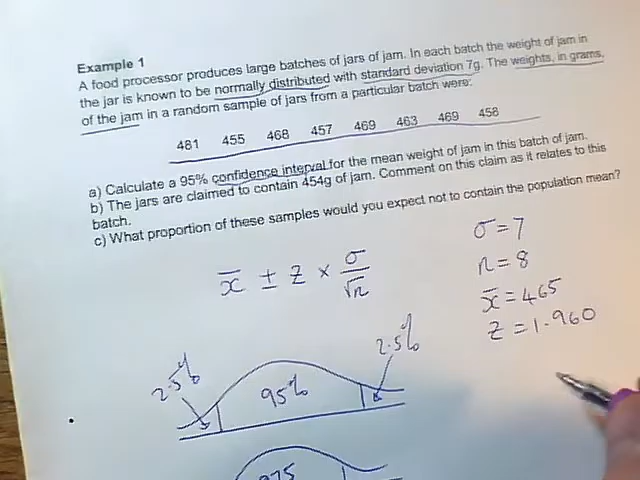 Example 1
A food processor produces large batches of jars of jam. In each batch the weight of jam in
the jar is known to be normally distributed with standard deviation 7g. The weights, in grams,
of the jam in a random sample of jars from a particular batch were:
481 455 468 457 469 463 469 458
a) Calculate a 95% confidence interval for the mean weight of jam in this batch of jam.
b) The jars are claimed to contain 454g of jam. Comment on this claim as it relates to this
batch.
c) What proportion of these samples would you expect not to contain the population mean?
x̄ ± z × σ/√n
σ = 7
n = 8
x̄ = 465
z = 1.960
2.5% 95% 2.5%
975